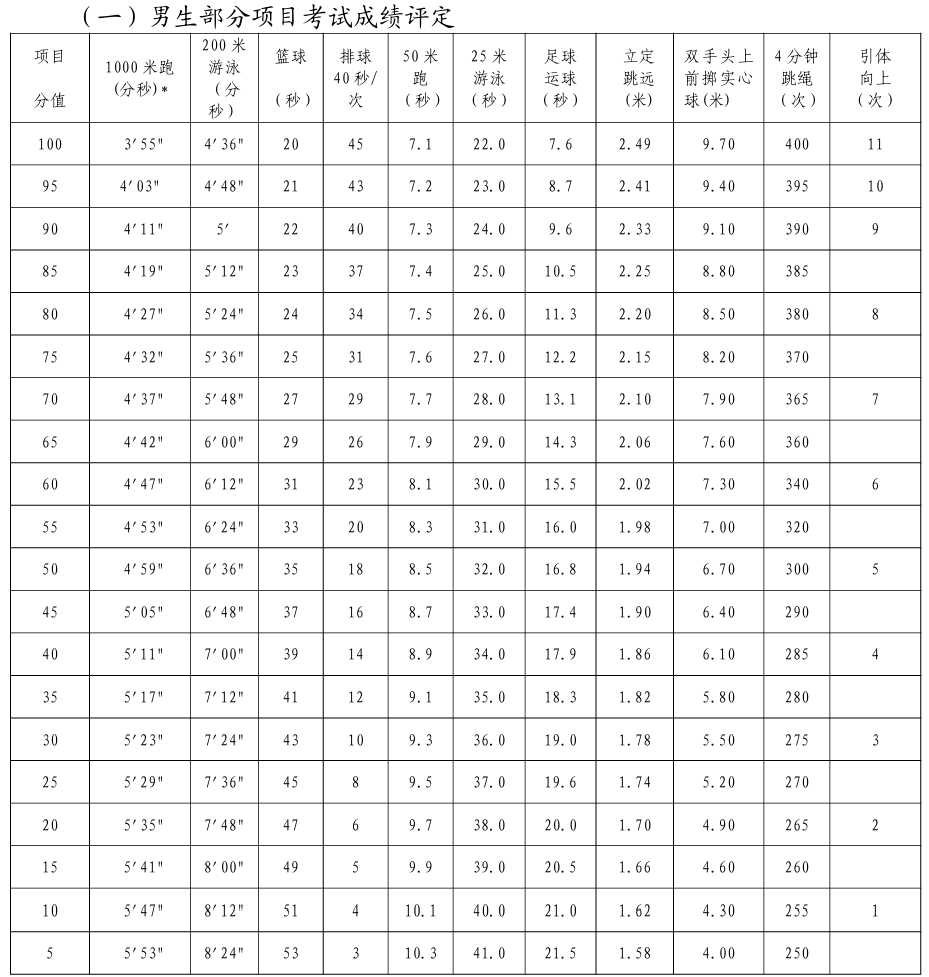 （一）男生部分项目考试成绩评定
项目 分值 1000 米跑 (分秒)* 200 米 游泳 （分 秒） 篮球 （秒） 排球 40 秒/ 次 50 米 跑 （秒） 25 米 游泳 （秒） 足球 运球 （秒） 立定 跳远 (米) 双手头上 前掷实心 球(米) 4 分钟 跳绳 （次） 引体 向上 （次）
100 3′55" 4′36" 20 45 7.1 22.0 7.6 2.49 9.70 400 11
95 4′03" 4′48" 21 43 7.2 23.0 8.7 2.41 9.40 395 10
90 4′11" 5′ 22 40 7.3 24.0 9.6 2.33 9.10 390 9
85 4′19" 5′12" 23 37 7.4 25.0 10.5 2.25 8.80 385
80 4′27" 5′24" 24 34 7.5 26.0 11.3 2.20 8.50 380 8
75 4′32" 5′36" 25 31 7.6 27.0 12.2 2.15 8.20 370
70 4′37" 5′48" 27 29 7.7 28.0 13.1 2.10 7.90 365 7
65 4′42" 6′00" 29 26 7.9 29.0 14.3 2.06 7.60 360
60 4′47" 6′12" 31 23 8.1 30.0 15.5 2.02 7.30 340 6
55 4′53" 6′24" 33 20 8.3 31.0 16.0 1.98 7.00 320
50 4′59" 6′36" 35 18 8.5 32.0 16.8 1.94 6.70 300 5
45 5′05" 6′48" 37 16 8.7 33.0 17.4 1.90 6.40 290
40 5′11" 7′00" 39 14 8.9 34.0 17.9 1.86 6.10 285 4
35 5′17" 7′12" 41 12 9.1 35.0 18.3 1.82 5.80 280
30 5′23" 7′24" 43 10 9.3 36.0 19.0 1.78 5.50 275 3
25 5′29" 7′36" 45 8 9.5 37.0 19.6 1.74 5.20 270
20 5′35" 7′48" 47 6 9.7 38.0 20.0 1.70 4.90 265 2
15 5′41" 8′00" 49 5 9.9 39.0 20.5 1.66 4.60 260
10 5′47" 8′12" 51 4 10.1 40.0 21.0 1.62 4.30 255 1
5 5′53" 8′24" 53 3 10.3 41.0 21.5 1.58 4.00 250